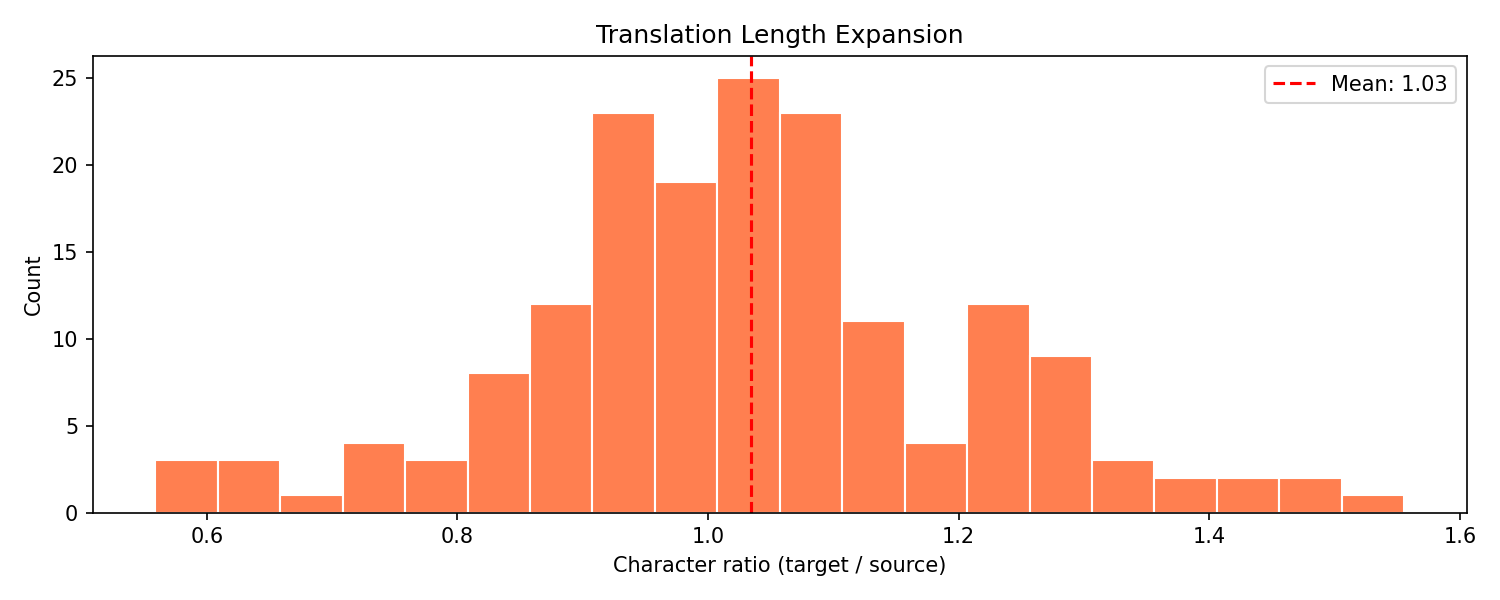 Translation Length Expansion
Mean: 1.03
Count
25
20
15
10
5
0
0.6 0.8 1.0 1.2 1.4 1.6
Character ratio (target / source)